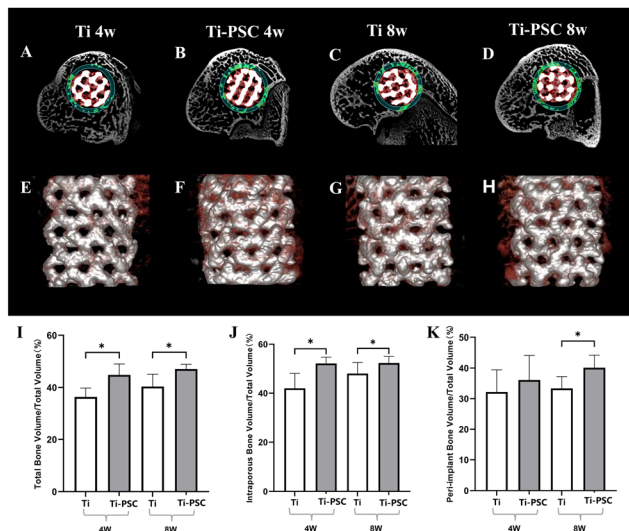 Ti 4w Ti-PSC 4w Ti 8w Ti-PSC 8w
A B C D
E F G H
I J K
Total Bone Volume/Total Volume(%)
60
40
20
0
*
*
Ti Ti-PSC Ti Ti-PSC
4W 8W
Intraporous Bone Volume/Total Volume(%)
80
60
40
20
0
*
*
Ti Ti-PSC Ti Ti-PSC
4W 8W
Peri-implant Bone Volume/Total Volume(%)
60
50
40
30
20
10
0
*
Ti Ti-PSC Ti Ti-PSC
4W 8W